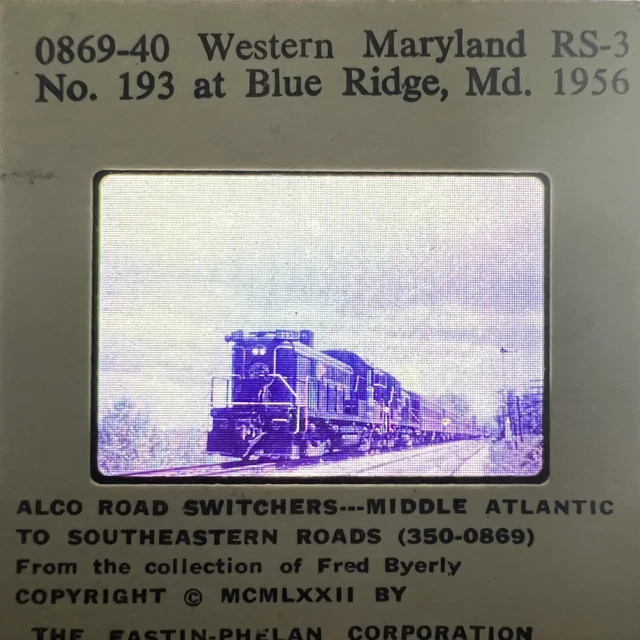 0869-40 Western Maryland RS-3
No. 193 at Blue Ridge, Md. 1956
ALCO ROAD SWITCHERS---MIDDLE ATLANTIC
TO SOUTHEASTERN ROADS (350-0869)
From the collection of Fred Byerly
COPYRIGHT © MCMLXXII BY
THE EASTIN-PHELAN CORPORATION